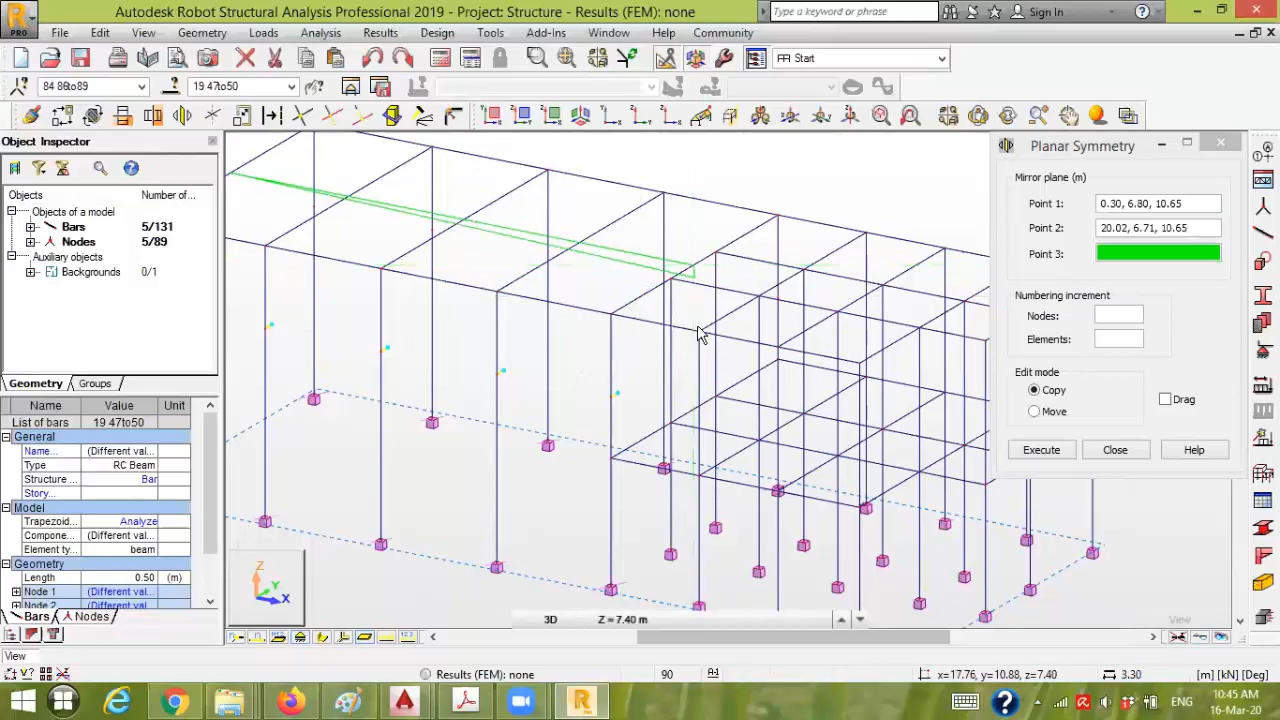 R
PRO
Autodesk Robot Structural Analysis Professional 2019 - Project: Structure - Results (FEM): none
Type a keyword or phrase
Sign In
File Edit View Geometry Loads Analysis Results Design Tools Add-Ins Window Help Community
Start
84 86to89
19 47to50
Object Inspector
Objects
Number of...
Objects of a model
Bars 5/131
Nodes 5/89
Auxiliary objects
Backgrounds 0/1
Geometry Groups
Name Value Unit
List of bars 19 47to50
General
Name... (Different val...
Type RC Beam
Structure ... Bar
Story... (Different val...
Model
Trapezoid... Analyze
Compone... (Different val...
Element ty... beam
Geometry
Length 0.50 (m)
Node 1 (Different val...
Node 2 (Different val...
Bars Nodes
Planar Symmetry
Mirror plane (m)
Point 1: 0.30, 6.80, 10.65
Point 2: 20.02, 6.71, 10.65
Point 3:
Numbering increment
Nodes:
Elements:
Edit mode
Copy
Move
Drag
Execute Close Help
Z
Y
X
3D Z = 7.40 m
View
View
Results (FEM): none
90
x=17.76, y=10.88, z=7.40
3.30
[m] [kN] [Deg]
ENG
10:45 AM
16-Mar-20